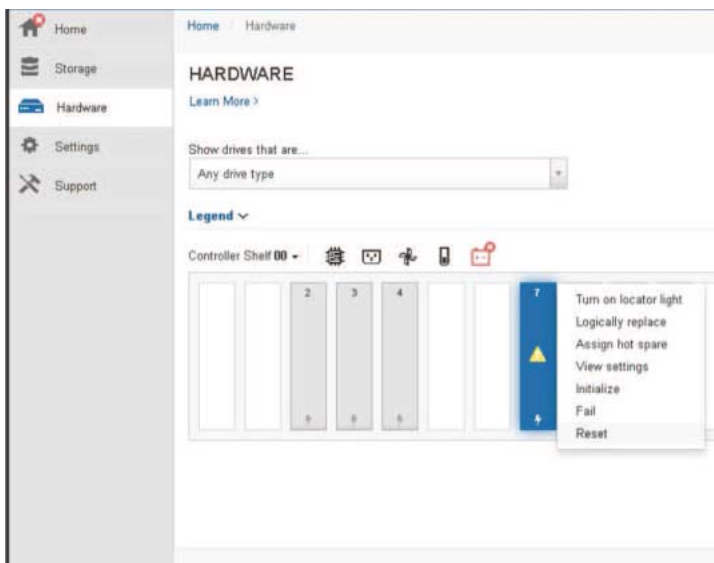 Home
Storage
Hardware
Settings
Support
Home / Hardware
HARDWARE
Learn More >
Show drives that are...
Any drive type
Legend
Controller Shelf 00
2 3 4 7
Turn on locator light
Logically replace
Assign hot spare
View settings
Initialize
Fail
Reset